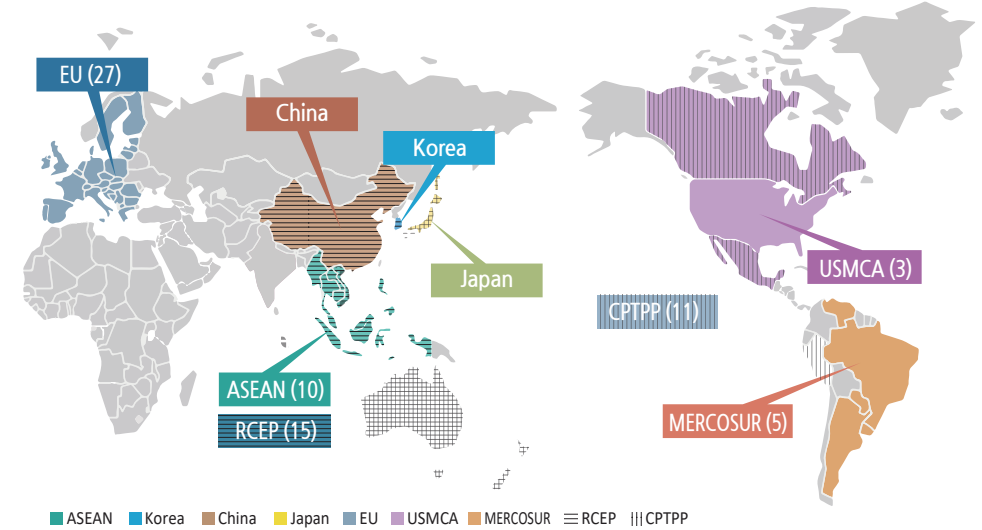 EU (27)
China
Korea
Japan
USMCA (3)
CPTPP (11)
ASEAN (10)
MERCOSUR (5)
RCEP (15)
ASEAN Korea China Japan EU USMCA MERCOSUR RCEP CPTPP